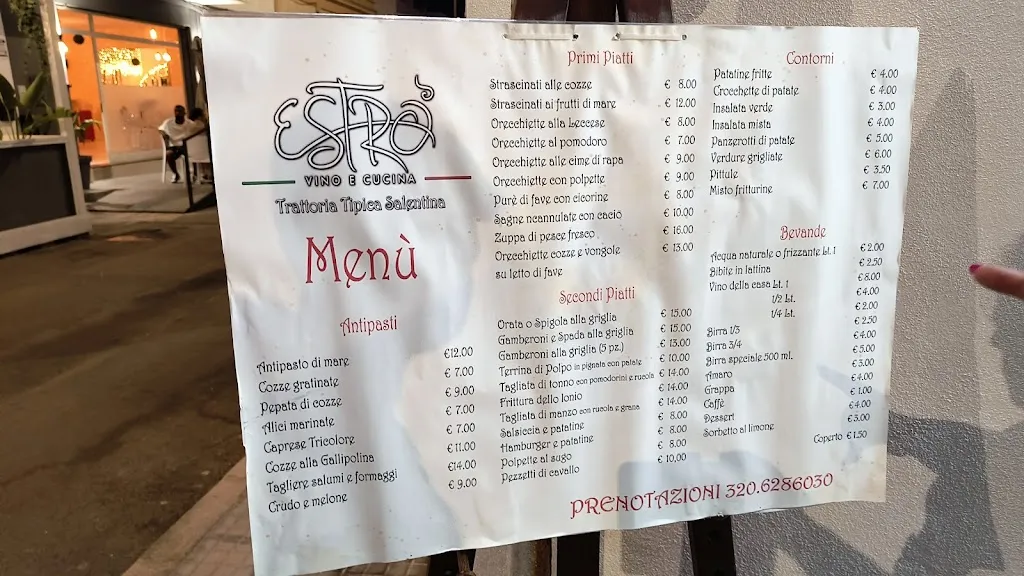 ESTRÒ
VINO E CUCINA
Trattoria Tipica Salentina
Menù
Antipasti
Antipasto di mare €12.00
Cozze gratinate € 7.00
Pepata di cozze € 9.00
Alici marinate € 7.00
Caprese Tricolore € 7.00
Cozze alla Gallipolina € 11.00
Tagliere salumi e formaggi €14.00
Crudo e melone € 9.00
Primi Piatti
Strascinati alle cozze € 8.00
Strascinati ai frutti di mare € 12.00
Orecchiette alla Leccese € 8.00
Orecchiette al pomodoro € 7.00
Orecchiette alle cime di rapa € 9.00
Orecchiette con polpette € 9.00
Purè di fave con cicorine € 8.00
Sagne ncannulate con cacio € 10.00
Zuppa di pesce fresco € 16.00
Orecchiette cozze e vongole € 13.00
su letto di fave
Secondi Piatti
Orata o Spigola alla griglia € 15.00
Gamberoni e Spada alla griglia € 15.00
Gamberoni alla griglia (5 pz.) € 13.00
Terrina di Polpo in pignata con patate € 10.00
Tagliata di tonno con pomodorini e rucola € 14.00
Frittura dello Ionio € 14.00
Tagliata di manzo con rucola e grana € 14.00
Salsiccia e patatine € 8.00
Hamburger e patatine € 8.00
Polpette al sugo € 8.00
Pezzetti di cavallo € 10,00
Contorni
Patatine fritte € 4.00
Crocchette di patate € 4.00
Insalata verde € 3.00
Insalata mista € 4.00
Panzerotti di patate € 5.00
Verdure grigliate € 6.00
Pittule € 3.50
Misto fritturine € 7.00
Bevande
Acqua naturale o frizzante Lt. 1 € 2.00
Bibite in lattina € 2.50
Vino della casa Lt. 1 € 8.00
1/2 Lt. € 4.00
1/4 Lt. € 2.00
Birra 1/3 € 2.50
Birra 3/4 € 4.00
Birra speciale 500 ml. € 5.00
Amaro € 3.00
Grappa € 4.00
Caffè € 1.00
Dessert € 4.00
Sorbetto al limone € 3.00
Coperto € 1.50
PRENOTAZIONI 320.6286030